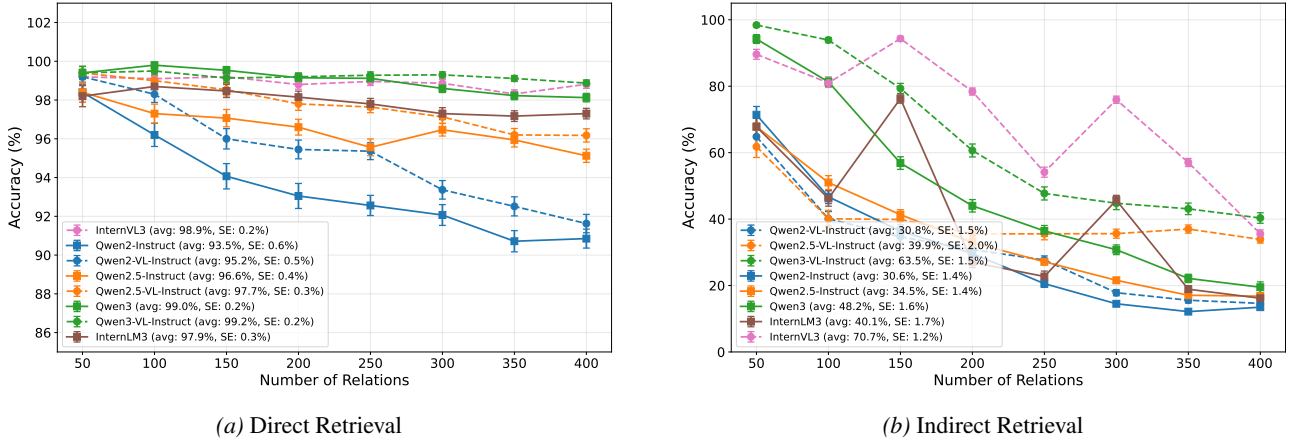 102
100
98
96
94
92
90
88
86
Accuracy (%)
InternVL3 (avg: 98.9%, SE: 0.2%)
Qwen2-Instruct (avg: 93.5%, SE: 0.6%)
Qwen2-VL-Instruct (avg: 95.2%, SE: 0.5%)
Qwen2.5-Instruct (avg: 96.6%, SE: 0.4%)
Qwen2.5-VL-Instruct (avg: 97.7%, SE: 0.3%)
Qwen3 (avg: 99.0%, SE: 0.2%)
Qwen3-VL-Instruct (avg: 99.2%, SE: 0.2%)
InternLM3 (avg: 97.9%, SE: 0.3%)
50 100 150 200 250 300 350 400
Number of Relations
(a) Direct Retrieval
100
80
60
40
20
0
Accuracy (%)
Qwen2-VL-Instruct (avg: 30.8%, SE: 1.5%)
Qwen2.5-VL-Instruct (avg: 39.9%, SE: 2.0%)
Qwen3-VL-Instruct (avg: 63.5%, SE: 1.5%)
Qwen2-Instruct (avg: 30.6%, SE: 1.4%)
Qwen2.5-Instruct (avg: 34.5%, SE: 1.4%)
Qwen3 (avg: 48.2%, SE: 1.6%)
InternLM3 (avg: 40.1%, SE: 1.7%)
InternVL3 (avg: 70.7%, SE: 1.2%)
50 100 150 200 250 300 350 400
Number of Relations
(b) Indirect Retrieval